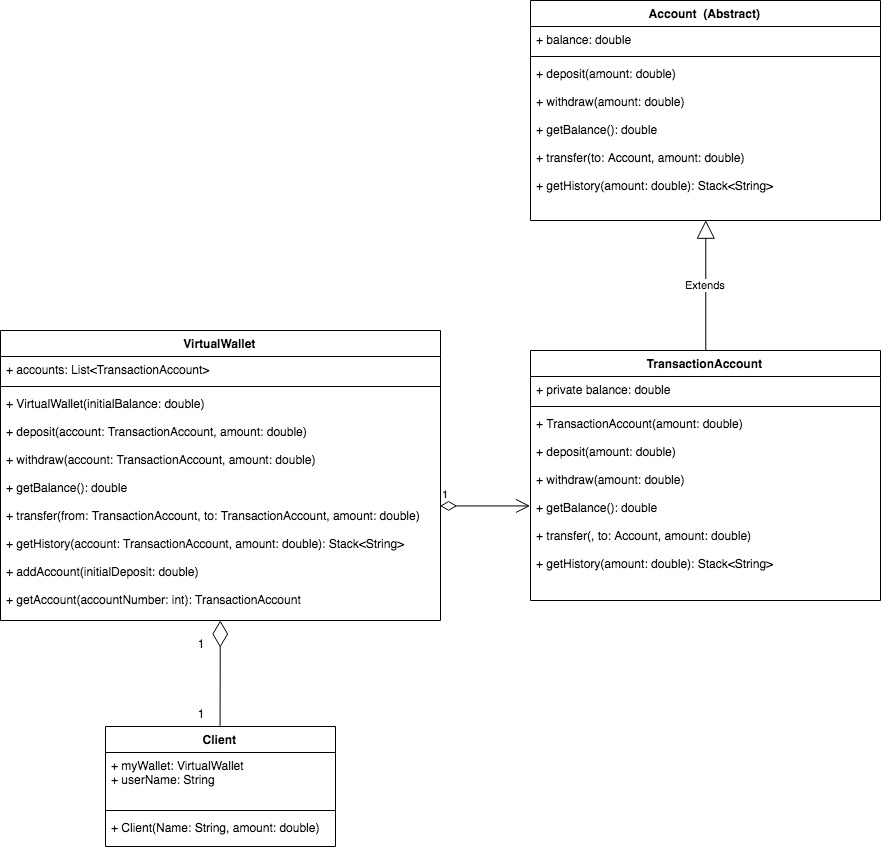 Account  (Abstract)
+ balance: double
+ deposit(amount: double)
+ withdraw(amount: double)
+ getBalance(): double
+ transfer(to: Account, amount: double)
+ getHistory(amount: double): Stack<String>
Extends
VirtualWallet
+ accounts: List<TransactionAccount>
+ VirtualWallet(initialBalance: double)
+ deposit(account: TransactionAccount, amount: double)
+ withdraw(account: TransactionAccount, amount: double)
+ getBalance(): double
+ transfer(from: TransactionAccount, to: TransactionAccount, amount: double)
+ getHistory(account: TransactionAccount, amount: double): Stack<String>
+ addAccount(initialDeposit: double)
+ getAccount(accountNumber: int): TransactionAccount
1
TransactionAccount
+ private balance: double
+ TransactionAccount(amount: double)
+ deposit(amount: double)
+ withdraw(amount: double)
+ getBalance(): double
+ transfer(, to: Account, amount: double)
+ getHistory(amount: double): Stack<String>
1
1
Client
+ myWallet: VirtualWallet
+ userName: String
+ Client(Name: String, amount: double)